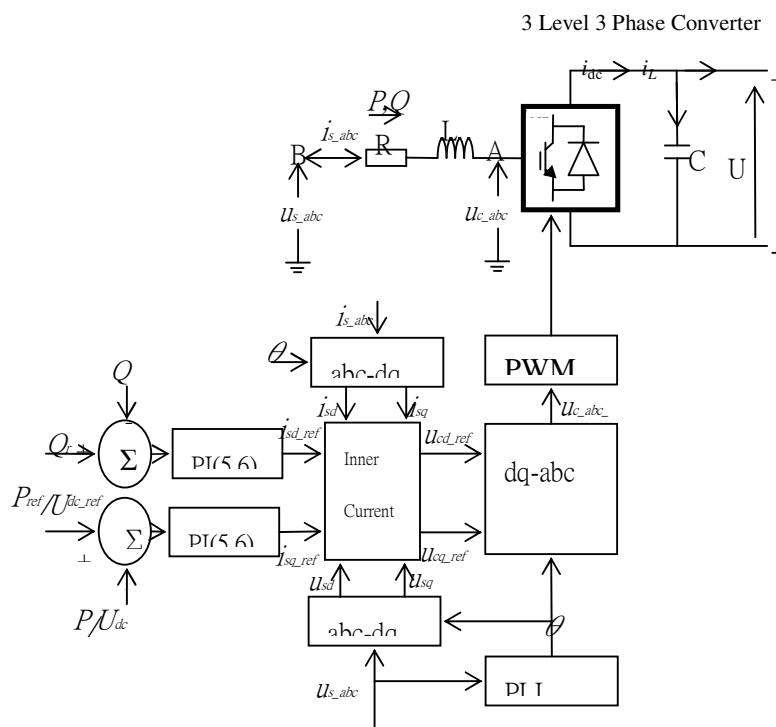 3 Level 3 Phase Converter
i_dc i_L
P,Q
i_s_abc
B R L A
C U
u_s_abc u_c_abc
i_s_abc
θ abc-dq
PWM
Q i_sd i_sq u_c_abc_
Q_r + Σ PI(5,6) i_sd_ref Inner u_cd_ref dq-abc
P_ref/U_dc_ref Current
+ Σ PI(5,6) i_sq_ref u_cq_ref
u_sd u_sq
P/U_dc abc-dq θ
u_s_abc